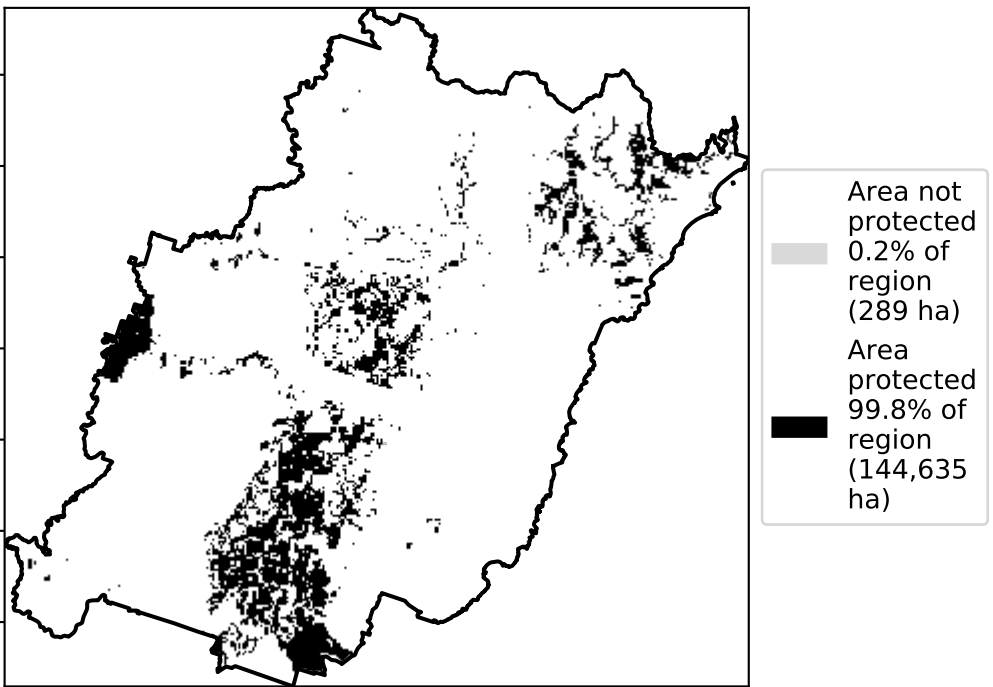 Area not
protected
0.2% of
region
(289 ha)
Area
protected
99.8% of
region
(144,635
ha)